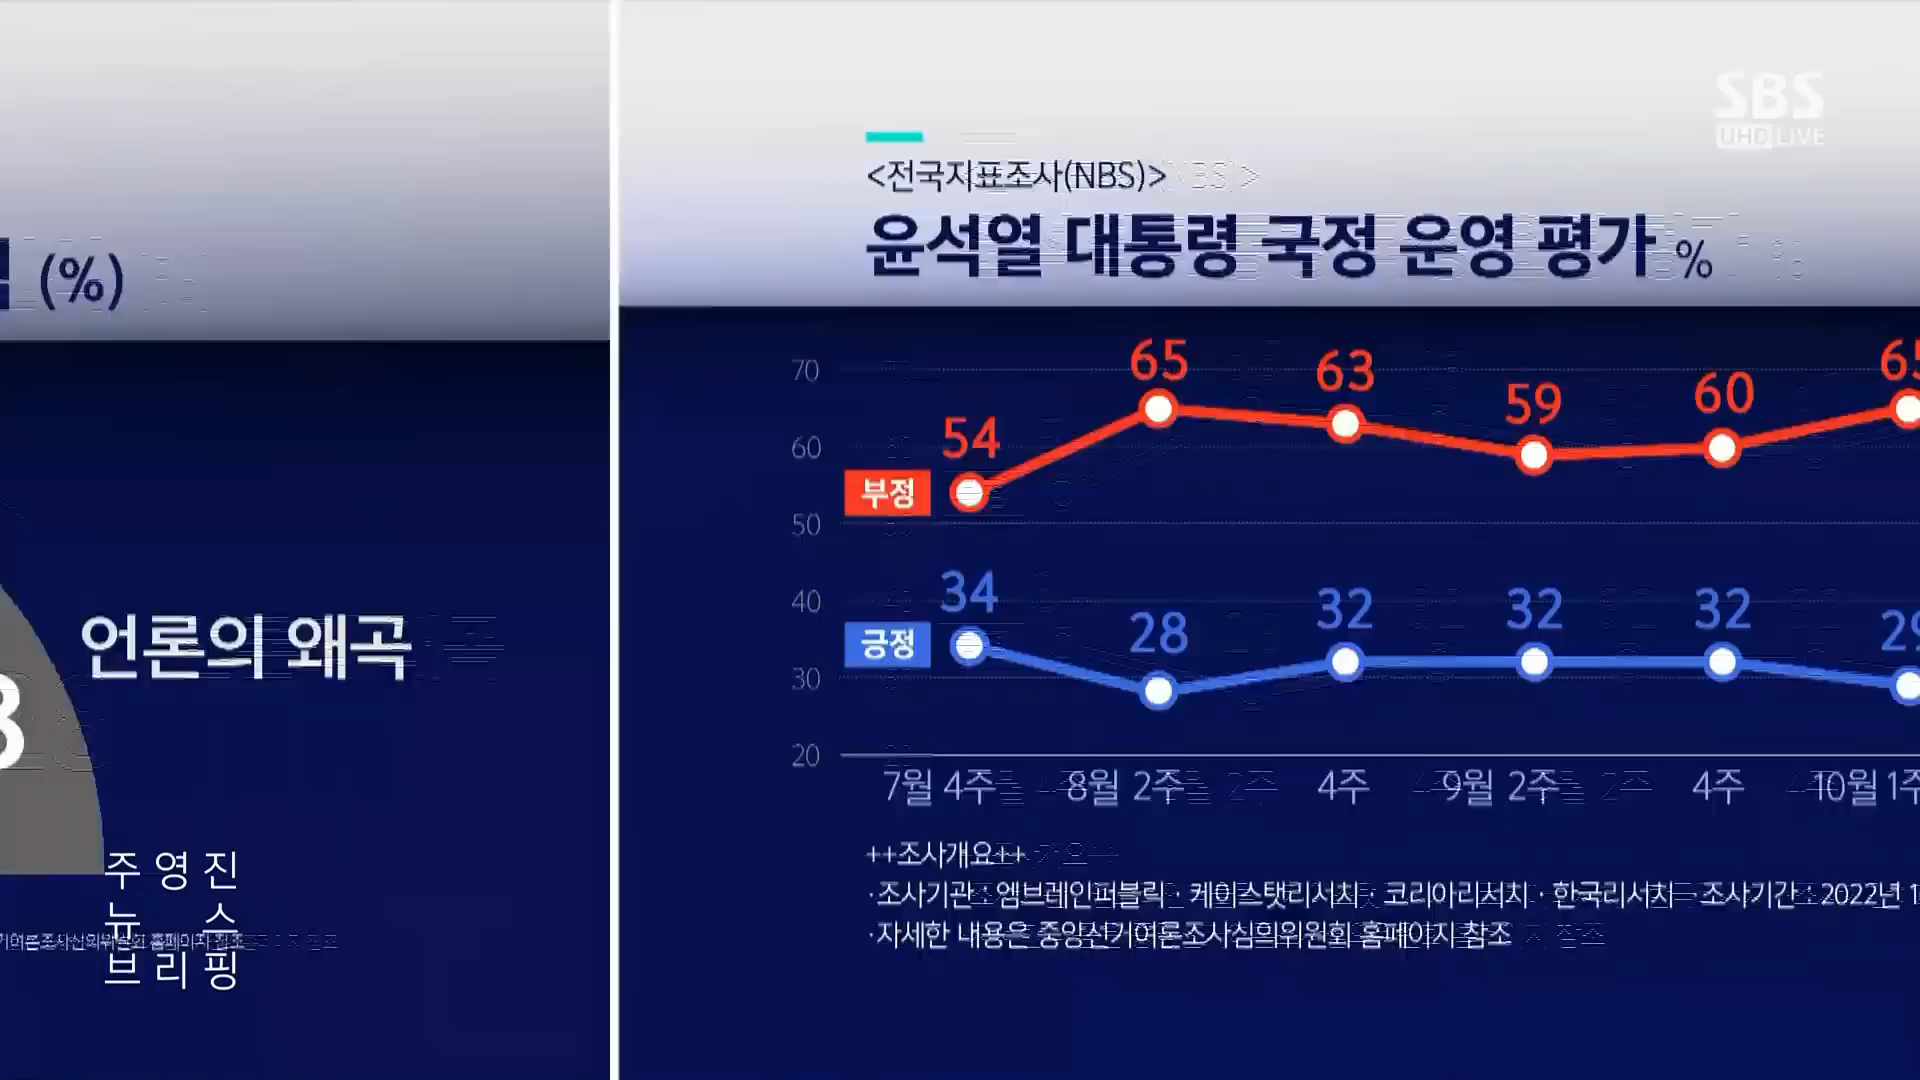 (%)
언론의 왜곡
주영진
뉴스
브리핑
SBS
UHD LIVE
<전국지표조사(NBS)>
윤석열 대통령 국정 운영 평가 %
70
60
50
40
30
20
부정
54 65 63 59 60
긍정
34 28 32 32 32
7월 4주 8월 2주 4주 9월 2주 4주 10월
++조사개요++
·조사기관 : 엠브레인퍼블릭 · 케이스탯리서치 · 코리아리서치 · 한국리서치 조사기간 : 2022년
·자세한 내용은 중앙선거여론조사심의위원회 홈페이지 참조